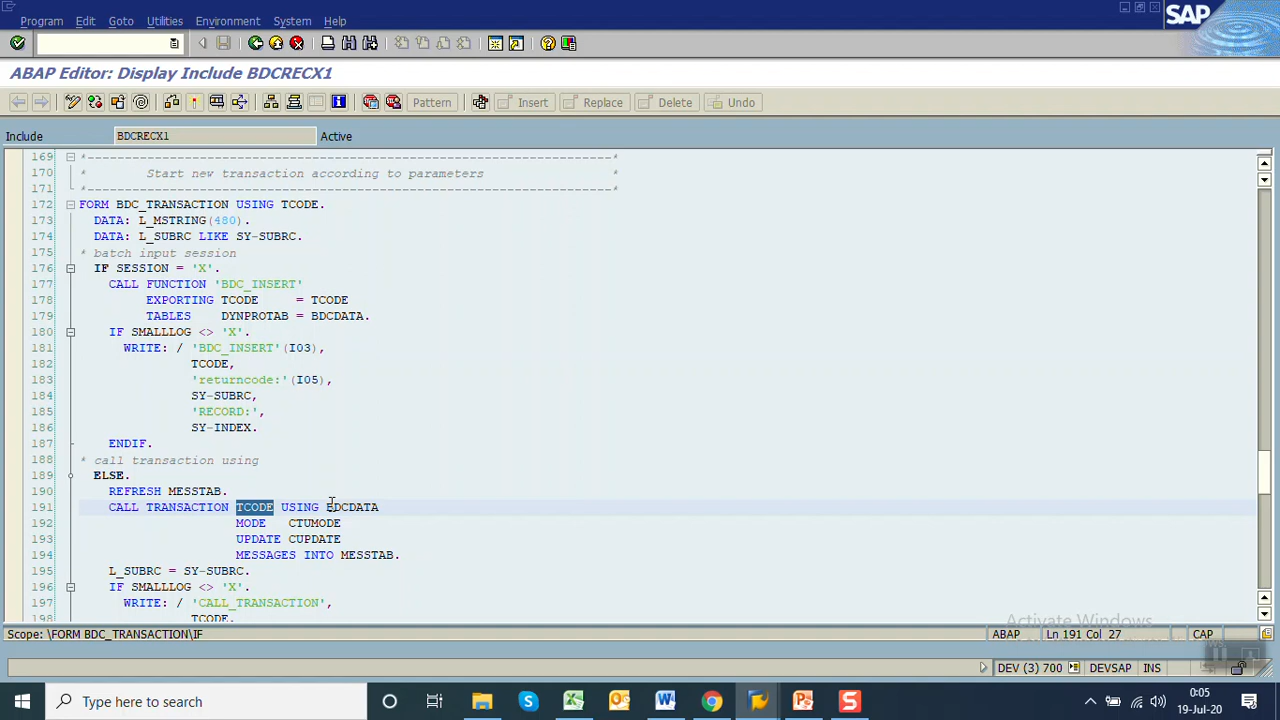 Program Edit Goto Utilities Environment System Help
SAP
ABAP Editor: Display Include BDCRECX1
Pattern Insert Replace Delete Undo
Include BDCRECX1 Active
169 *----------------------------------------------------------------------*
170 * Start new transaction according to parameters *
171 *----------------------------------------------------------------------*
172 FORM BDC_TRANSACTION USING TCODE.
173 DATA: L_MSTRING(480).
174 DATA: L_SUBRC LIKE SY-SUBRC.
175 * batch input session
176 IF SESSION = 'X'.
177 CALL FUNCTION 'BDC_INSERT'
178 EXPORTING TCODE = TCODE
179 TABLES DYNPROTAB = BDCDATA.
180 IF SMALLLOG <> 'X'.
181 WRITE: / 'BDC_INSERT'(I03),
182 TCODE,
183 'returncode:'(I05),
184 SY-SUBRC,
185 'RECORD:',
186 SY-INDEX.
187 ENDIF.
188 * call transaction using
189 ELSE.
190 REFRESH MESSTAB.
191 CALL TRANSACTION TCODE USING BDCDATA
192 MODE CTUMODE
193 UPDATE CUPDATE
194 MESSAGES INTO MESSTAB.
195 L_SUBRC = SY-SUBRC.
196 IF SMALLLOG <> 'X'.
197 WRITE: / 'CALL_TRANSACTION',
198 TCODE.
Activate Windows
Scope: \FORM BDC_TRANSACTION\IF ABAP Ln 191 Col 27 CAP
DEV (3) 700 DEVSAP INS
Type here to search
0:05
19-Jul-20